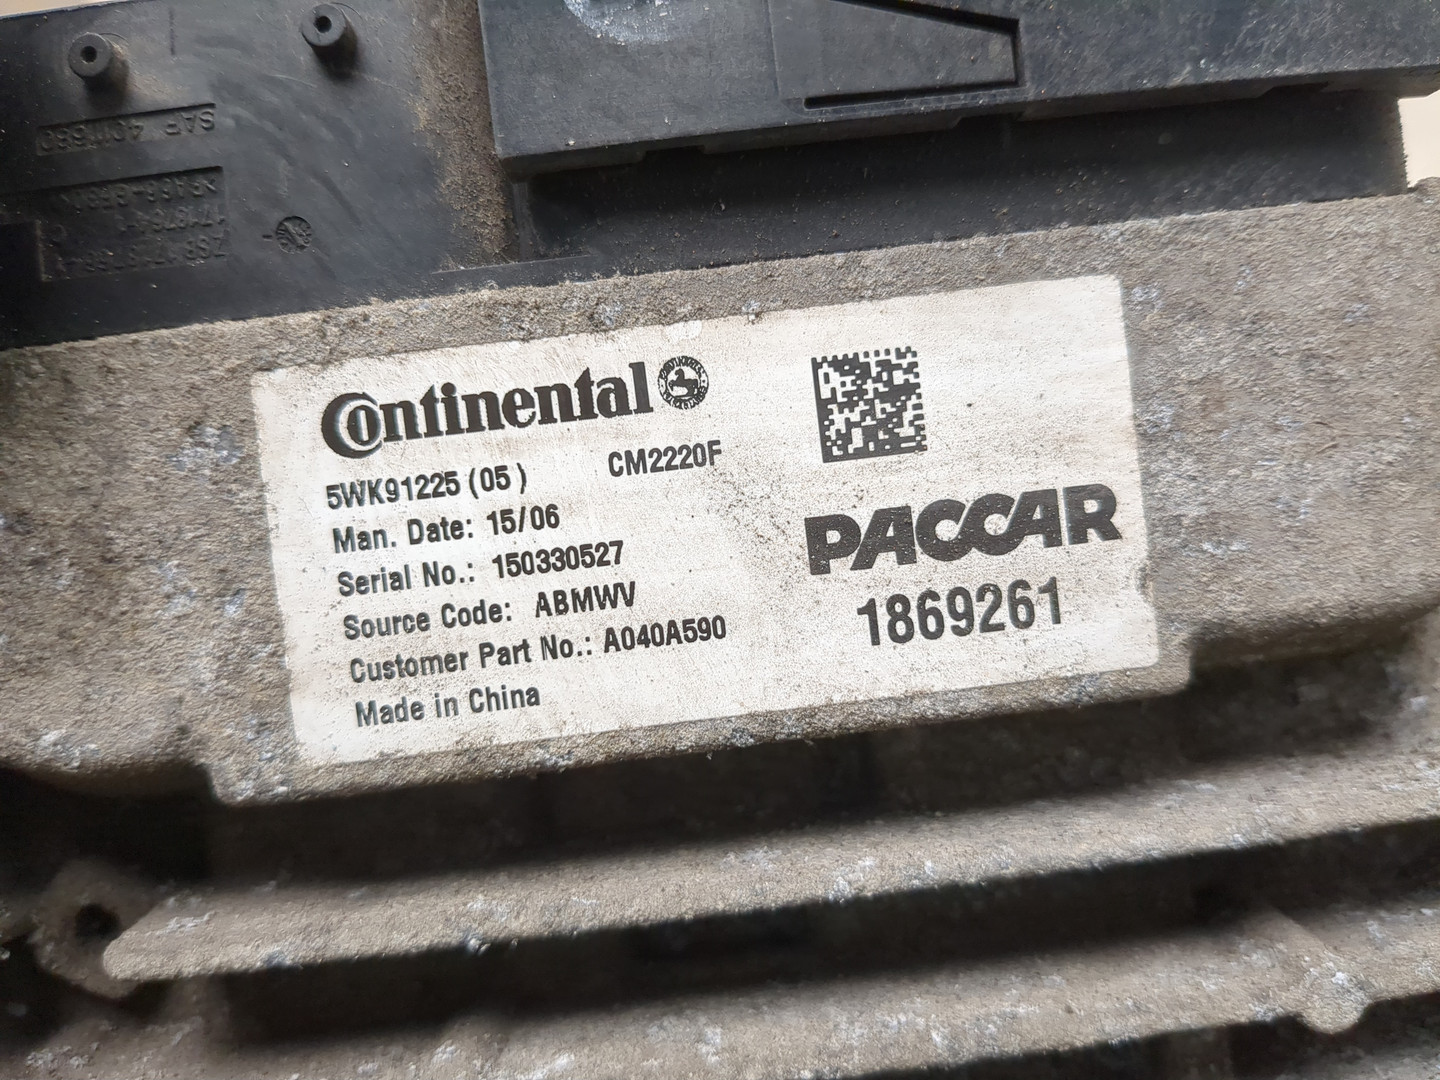 Continental
5WK91225 (05) CM2220F
Man. Date: 15/06
Serial No.: 150330527
Source Code: ABMWV
Customer Part No.: A040A590
Made in China
PACCAR
1869261